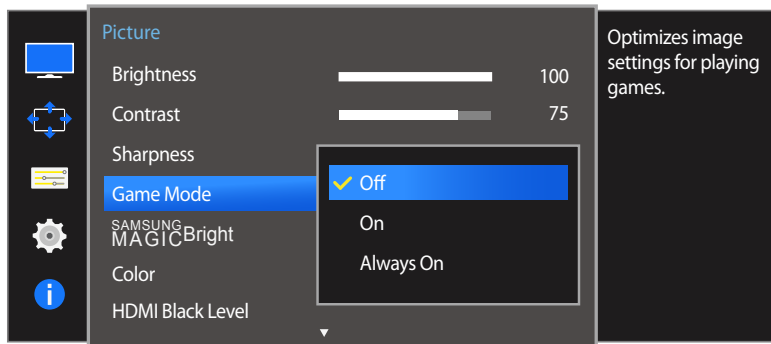 Picture
Brightness 100
Contrast 75
Sharpness
Game Mode
SAMSUNG
MAGICBright
Color
HDMI Black Level
Off
On
Always On
Optimizes image
settings for playing
games.